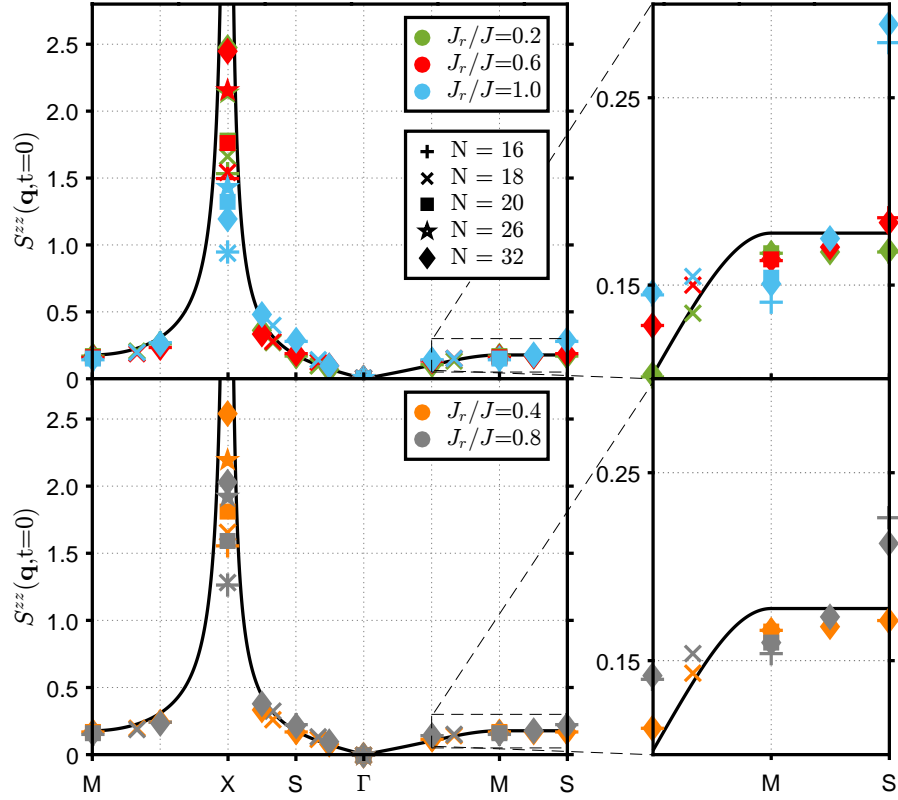 2.5
2.0
1.5
1.0
0.5
0
S^{zz}(q,t=0)
J_r/J=0.2
J_r/J=0.6
J_r/J=1.0
N = 16
N = 18
N = 20
N = 26
N = 32
0.25
0.15
2.5
2.0
1.5
1.0
0.5
0
S^{zz}(q,t=0)
J_r/J=0.4
J_r/J=0.8
0.25
0.15
M X S Γ M S
M S